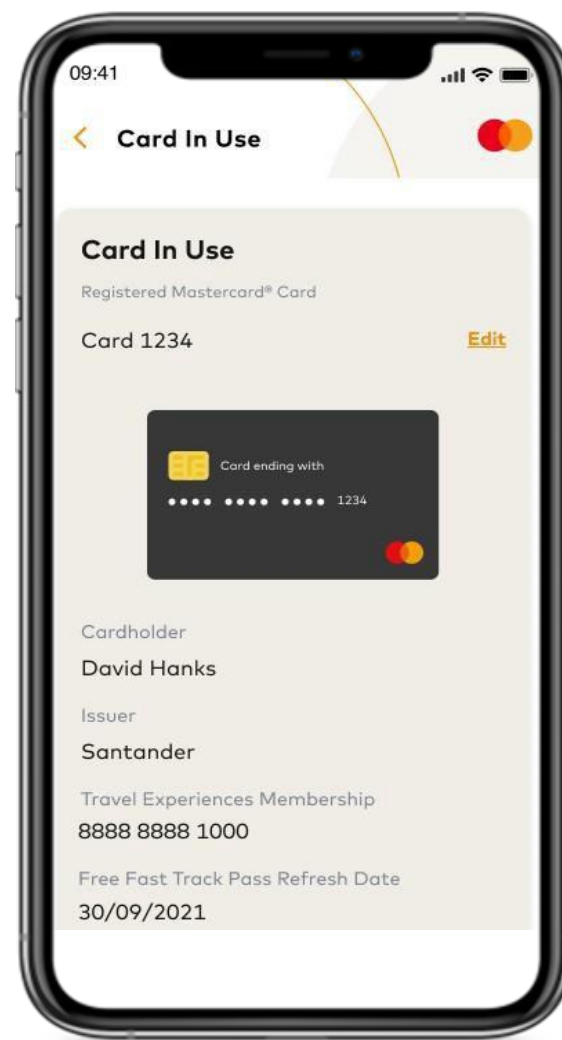 09:41
Card In Use
Card In Use
Registered Mastercard® Card
Card 1234 Edit
Card ending with
•••• •••• •••• 1234
Cardholder
David Hanks
Issuer
Santander
Travel Experiences Membership
8888 8888 1000
Free Fast Track Pass Refresh Date
30/09/2021